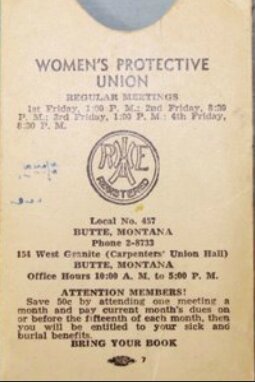 WOMEN'S PROTECTIVE
UNION
REGULAR MEETINGS
1st Friday, 1:00 P. M.; 2nd Friday, 8:30
P. M.; 3rd Friday, 1:00 P. M.; 4th Friday,
8:30 P. M.
REGISTERED
Local No. 457
BUTTE, MONTANA
Phone 2-8733
154 West Granite (Carpenters' Union Hall)
BUTTE, MONTANA
Office Hours 10:00 A. M. to 5:00 P. M.
ATTENTION MEMBERS!
Save 50c by attending one meeting a
month and pay current month's dues on
or before the fifteenth of each month, then
you will be entitled to your sick and
burial benefits.
BRING YOUR BOOK
7